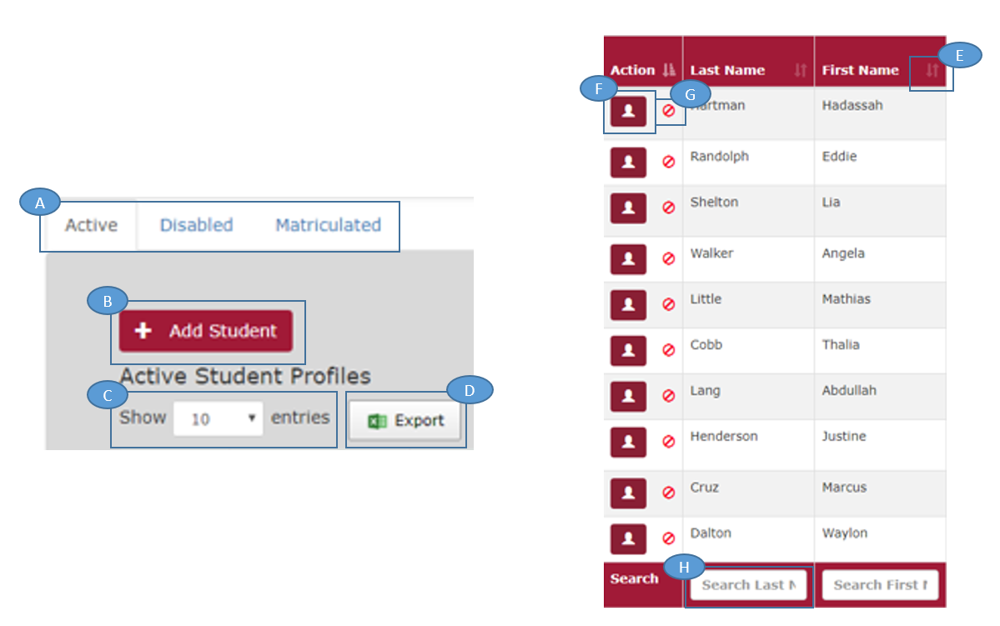 A
Active Disabled Matriculated
B
Add Student
Active Student Profiles
C
Show 10 entries
D
Export
E
Action Last Name First Name
F
G
Hartman Hadassah
Randolph Eddie
Shelton Lia
Walker Angela
Little Mathias
Cobb Thalia
Lang Abdullah
Henderson Justine
Cruz Marcus
Dalton Waylon
H
Search Search Last N Search First